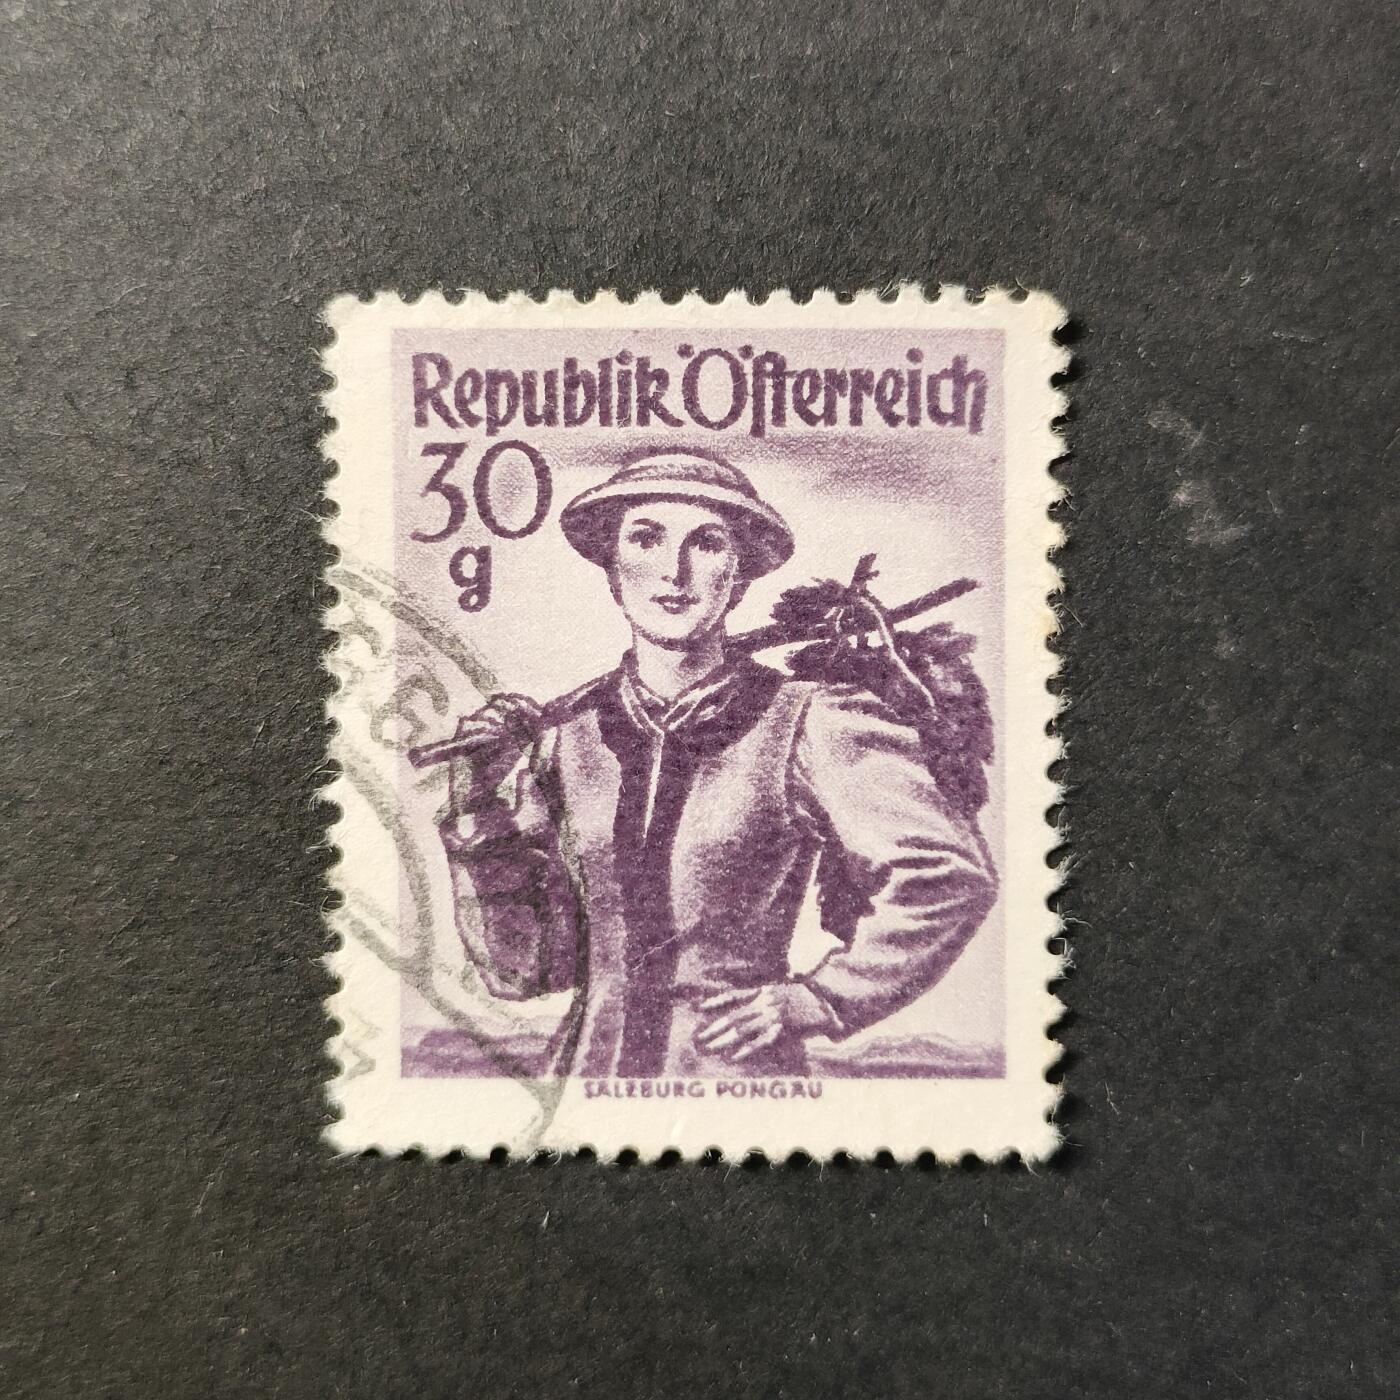 Republik Öſterreich
30
g
SALZBURG PONGAU